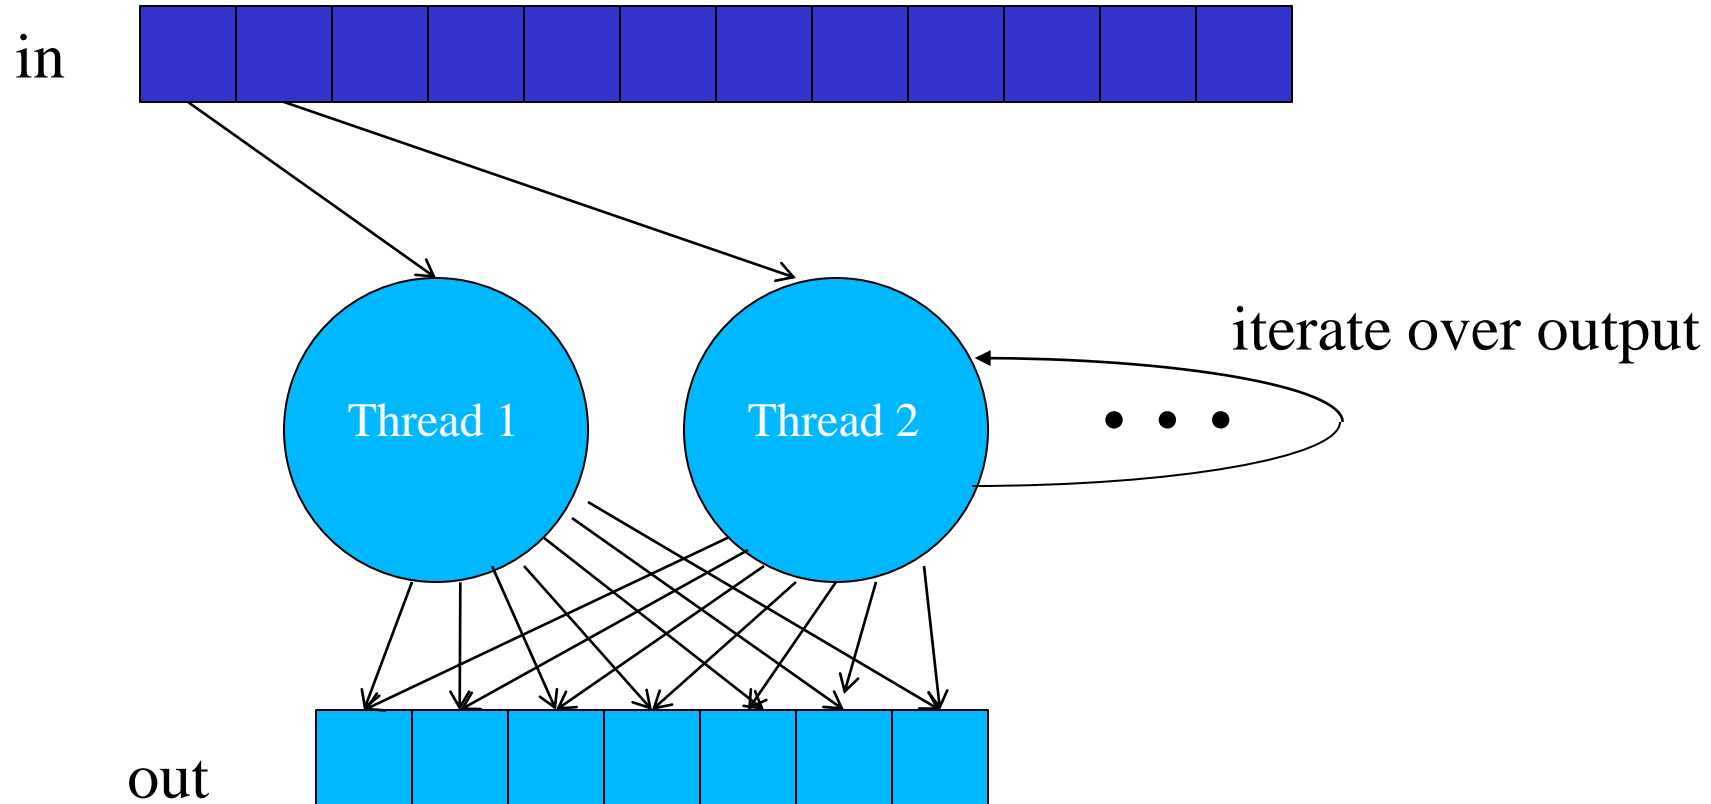 in
iterate over output
Thread 1
Thread 2
out